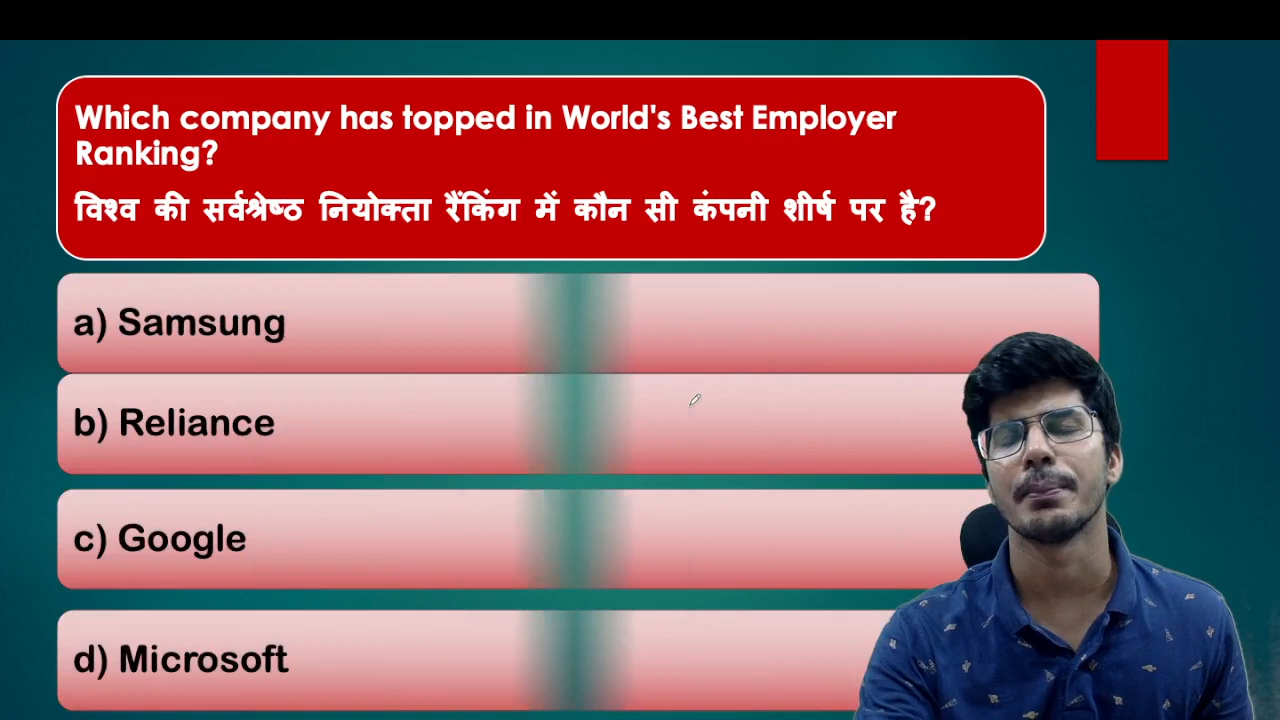 Which company has topped in World's Best Employer
Ranking?
विश्व की सर्वश्रेष्ठ नियोक्ता रैंकिंग में कौन सी कंपनी शीर्ष पर है?
a) Samsung
b) Reliance
c) Google
d) Microsoft